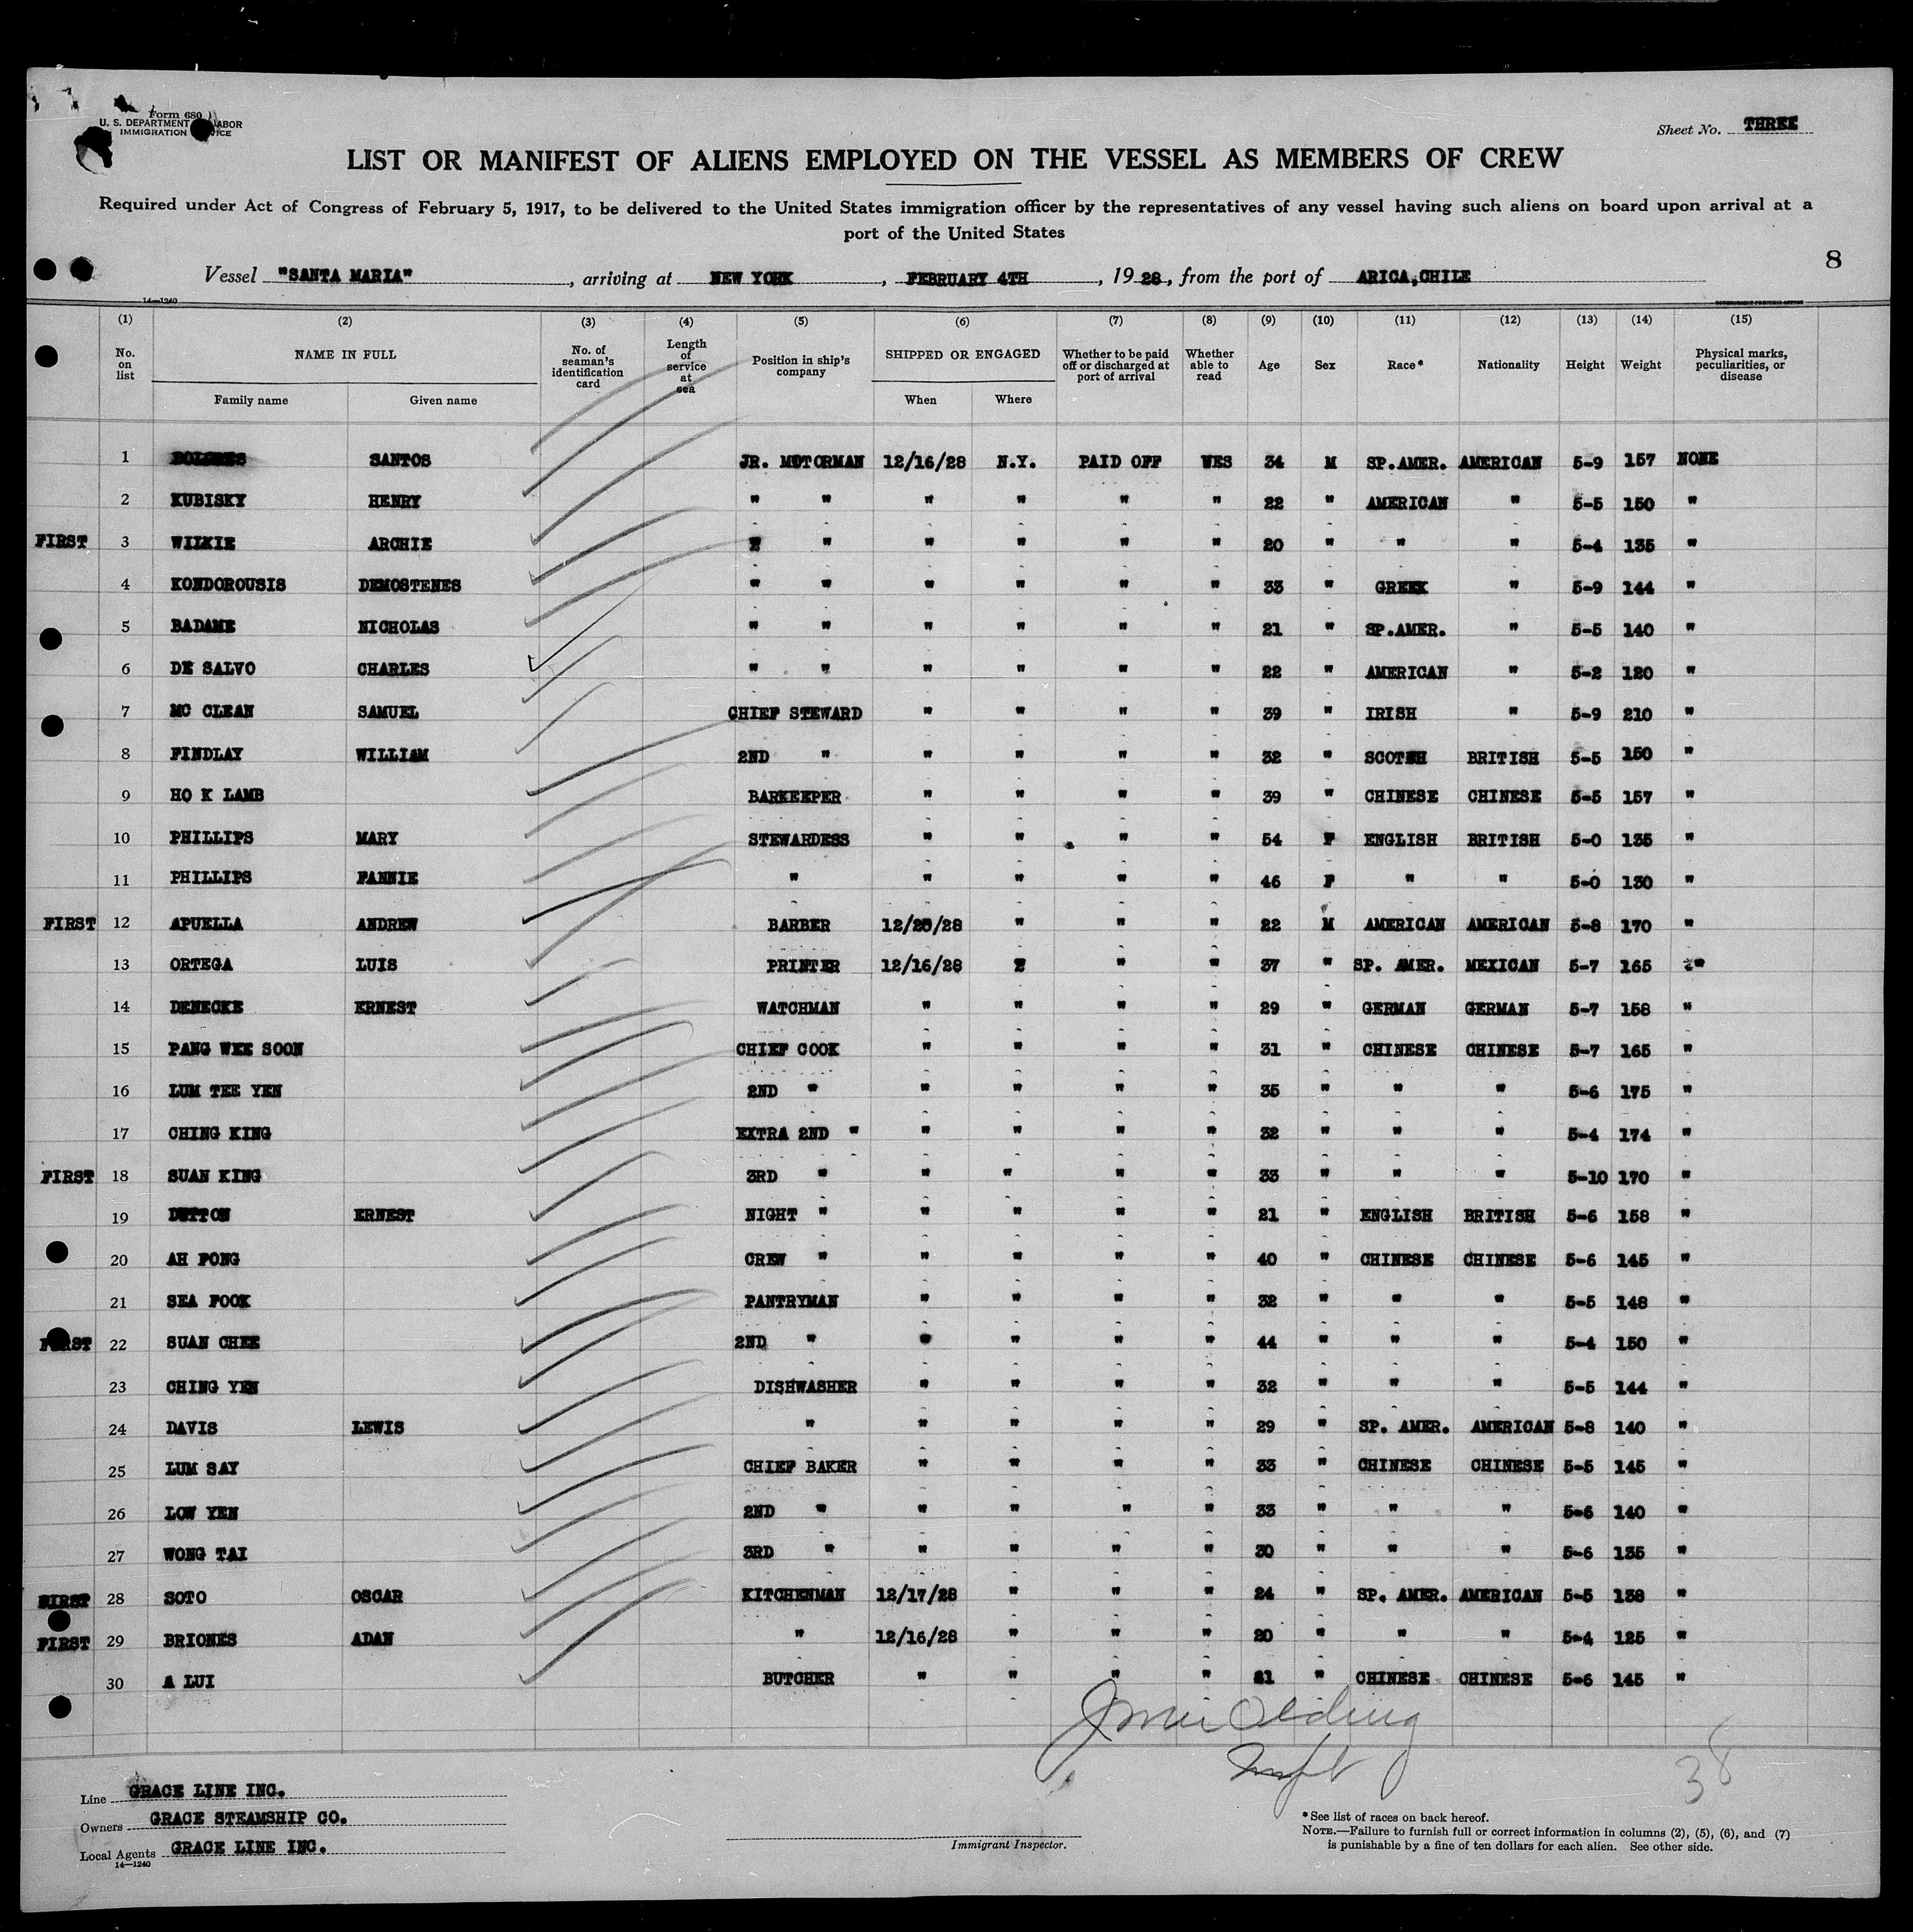 Form 680
U. S. DEPARTMENT LABOR
IMMIGRATION
Sheet No. THREE
LIST OR MANIFEST OF ALIENS EMPLOYED ON THE VESSEL AS MEMBERS OF CREW
Required under Act of Congress of February 5, 1917, to be delivered to the United States immigration officer by the representatives of any vessel having such aliens on board upon arrival at a
port of the United States
8
Vessel "SANTA MARIA", arriving at NEW YORK, FEBRUARY 4TH, 1928, from the port of ARICA, CHILE
14—1240
(1) (2) (3) (4) (5) (6) (7) (8) (9) (10) (11) (12) (13) (14) (15)
No. on list NAME IN FULL Family name Given name No. of seaman's identification card Length of service at sea Position in ship's company SHIPPED OR ENGAGED When Where Whether to be paid off or discharged at port of arrival Whether able to read Age Sex Race* Nationality Height Weight Physical marks, peculiarities, or disease
1 SANTOS JR. MOTORMAN 12/16/28 N.Y. PAID OFF 34 M SP.AMER. AMERICAN 5-9 157 NONE
2 KUBISKY HENRY " " " " " " 22 " AMERICAN " 5-5 150 "
FIRST 3 WILKIE ARCHIE " " " " " " 20 " " " 5-4 135 "
4 KONDOROUSIS DEMOSTENES " " " " " " 33 " GREEK " 5-9 144 "
5 BADAME NICHOLAS " " " " " " 21 " SP.AMER. " 5-5 140 "
6 DE SALVO CHARLES " " " " " " 22 " AMERICAN " 5-2 120 "
7 MC CLEAN SAMUEL CHIEF STEWARD " " " " 39 " IRISH " 5-9 210 "
8 FINDLAY WILLIAM 2ND " " " " " 32 " SCOTCH BRITISH 5-5 150 "
9 HO K LAMB BARKEEPER " " " " 39 " CHINESE CHINESE 5-5 157 "
10 PHILLIPS MARY STEWARDESS " " " " 54 F ENGLISH BRITISH 5-0 135 "
11 PHILLIPS FANNIE " " " " " 46 F " " 5-0 130 "
FIRST 12 APUELLA ANDREW BARBER 12/20/28 " " " 22 M AMERICAN AMERICAN 5-8 170 "
13 ORTEGA LUIS PRINTER 12/16/28 " " " 37 " SP. AMER. MEXICAN 5-7 165 "
14 DENECKE ERNEST WATCHMAN " " " " 29 " GERMAN GERMAN 5-7 158 "
15 PANG WEE SOON CHIEF COOK " " " " 31 " CHINESE CHINESE 5-7 165 "
16 LUM TEE YEN 2ND " " " " " 35 " " " 5-6 175 "
17 CHING KING EXTRA 2ND " " " " " 32 " " " 5-4 174 "
FIRST 18 SUAN KING 3RD " " " " " 33 " " " 5-10 170 "
19 DUTTON ERNEST NIGHT " " " " " 21 " ENGLISH BRITISH 5-6 158 "
20 AH FONG CREW " " " " " 40 " CHINESE CHINESE 5-6 145 "
21 SEA FOOK PANTRYMAN " " " " 32 " " " 5-5 148 "
FIRST 22 SUAN CHEE 2ND " " " " " 44 " " " 5-4 150 "
23 CHING YEN DISHWASHER " " " " 32 " " " 5-5 144 "
24 DAVIS LEWIS " " " " " 29 " SP. AMER. AMERICAN 5-8 140 "
25 LUM SAY CHIEF BAKER " " " " 33 " CHINESE CHINESE 5-5 145 "
26 LOW YEN 2ND " " " " " 33 " " " 5-6 140 "
27 WONG TAI 3RD " " " " " 30 " " " 5-6 135 "
FIRST 28 SOTO OSCAR KITCHENMAN 12/17/28 " " " 24 " SP. AMER. AMERICAN 5-5 138 "
FIRST 29 BRIONES ADAN " 12/16/28 " " " 20 " " " 5-4 125 "
30 A LUI BUTCHER " " " " " CHINESE CHINESE 5-6 145 "
38
Line GRACE LINE INC.
Owners GRACE STEAMSHIP CO.
Local Agents GRACE LINE INC.
14—1240
Immigrant Inspector.
*See list of races on back hereof.
NOTE.—Failure to furnish full or correct information in columns (2), (5), (6), and (7)
is punishable by a fine of ten dollars for each alien. See other side.